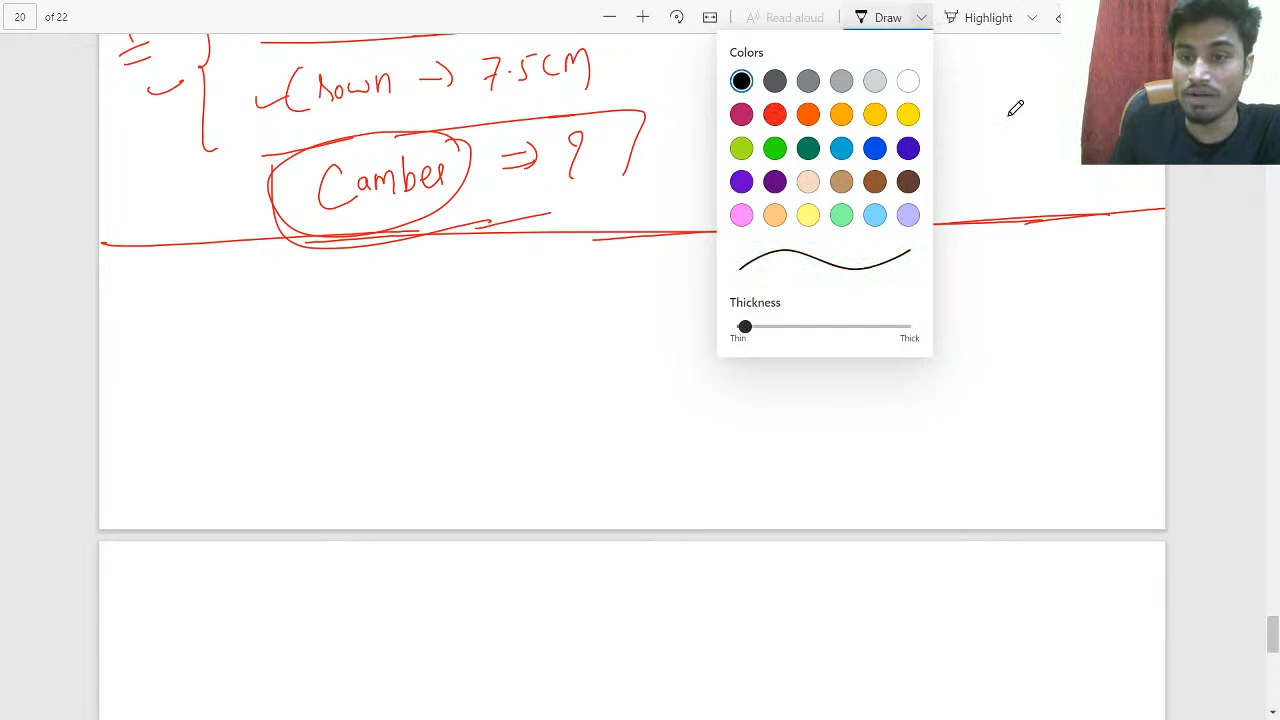 20 of 22 Read aloud Draw Highlight
Colors
Crown → 7.5 CM
Camber ⇒ ?
Thickness
Thin Thick